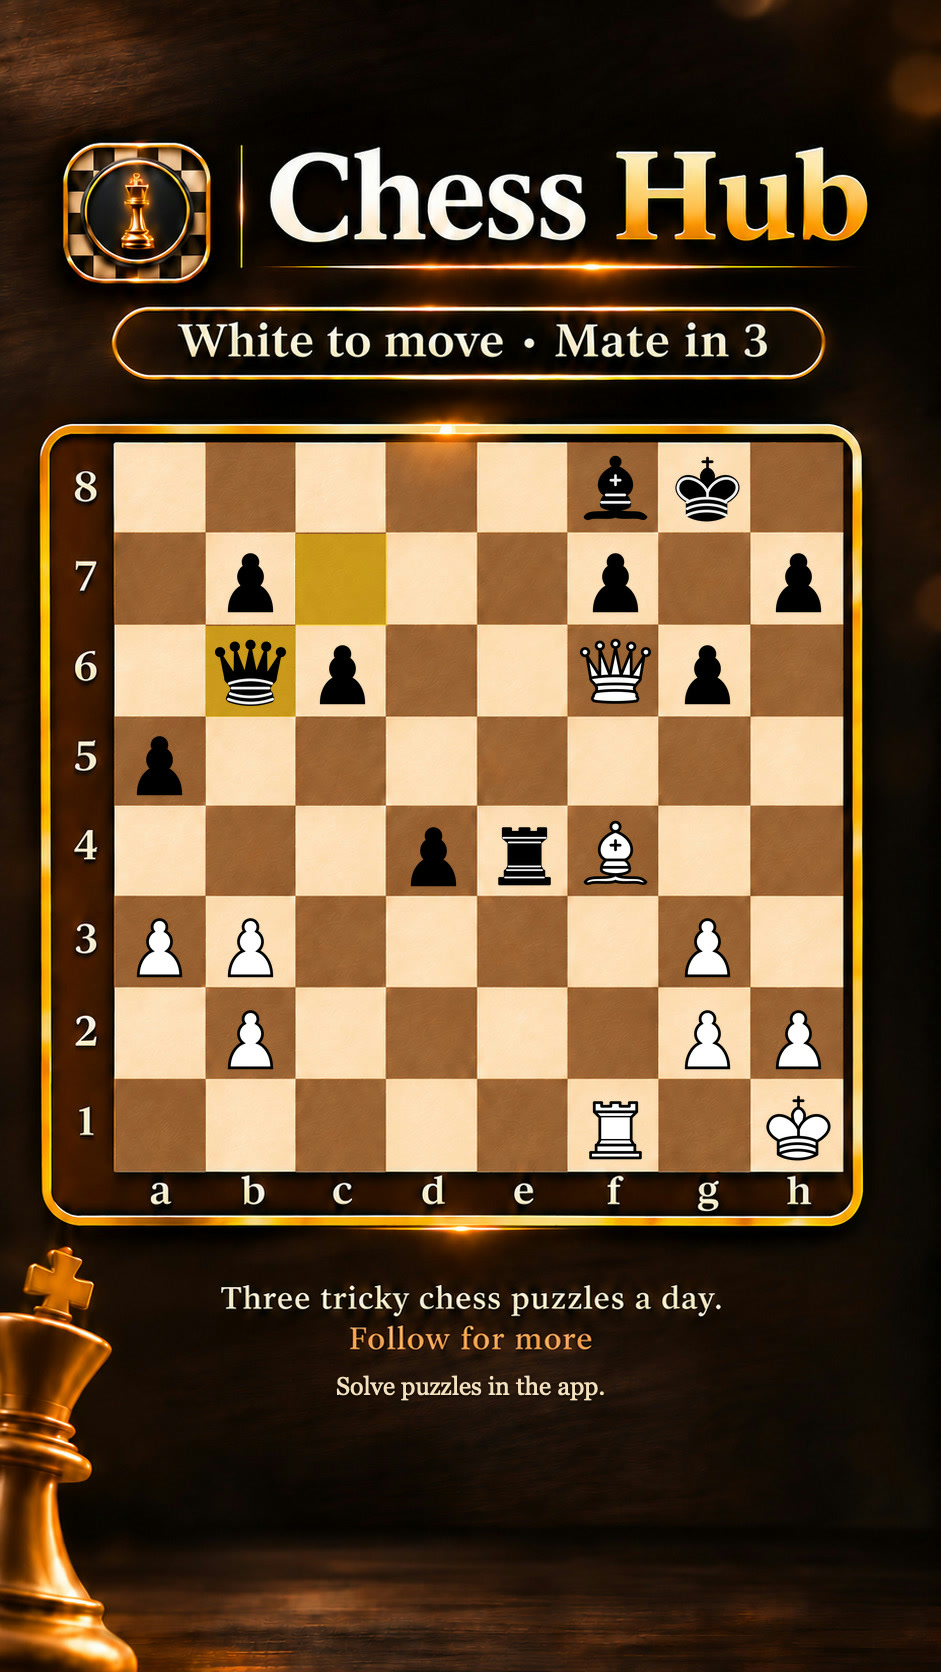 Chess Hub
White to move • Mate in 3
8
7
6
5
4
3
2
1
a b c d e f g h
Three tricky chess puzzles a day.
Follow for more
Solve puzzles in the app.